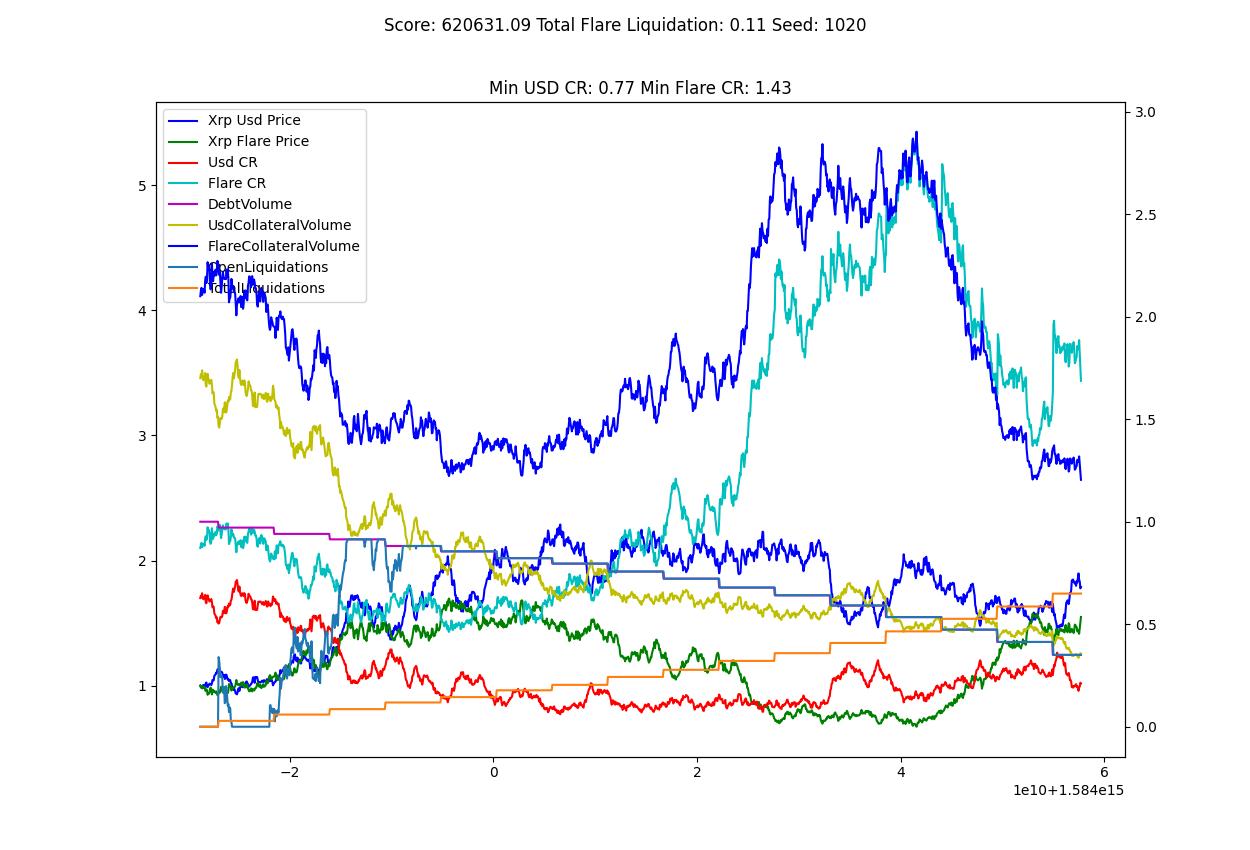 Score: 620631.09 Total Flare Liquidation: 0.11 Seed: 1020
Min USD CR: 0.77 Min Flare CR: 1.43
Xrp Usd Price
Xrp Flare Price
Usd CR
Flare CR
DebtVolume
UsdCollateralVolume
FlareCollateralVolume
OpenLiquidations
TotalLiquidations
5
4
3
2
1
3.0
2.5
2.0
1.5
1.0
0.5
0.0
−2 0 2 4 6
1e10+1.584e15